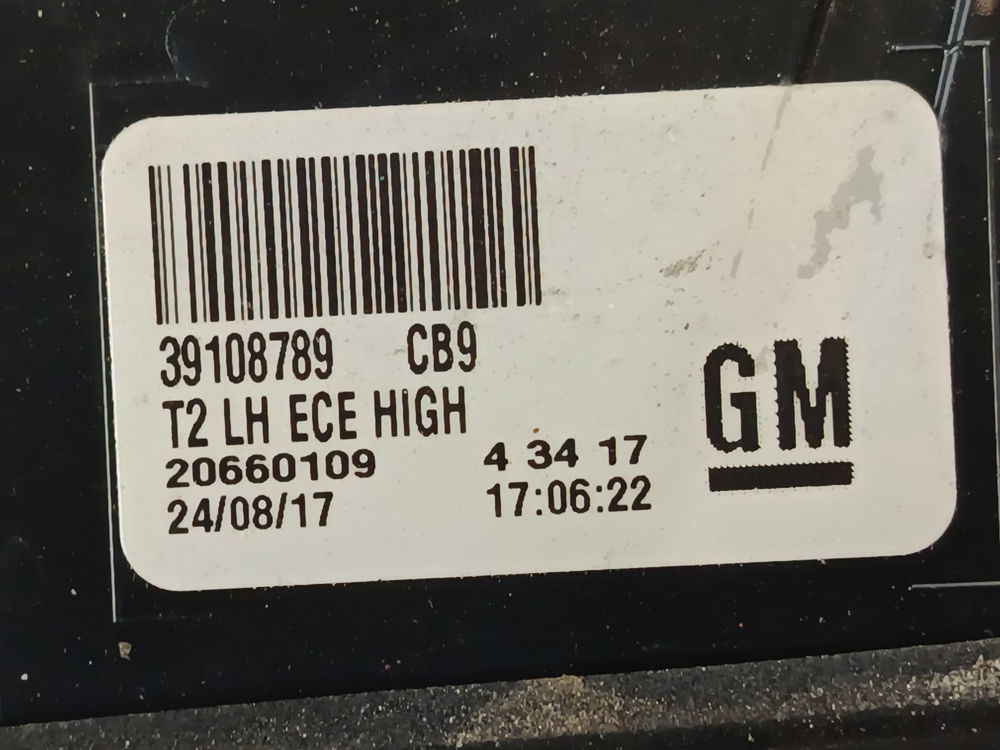 39108789 CB9
T2 LH ECE HIGH
20660109 4 34 17
24/08/17 17:06:22
GM